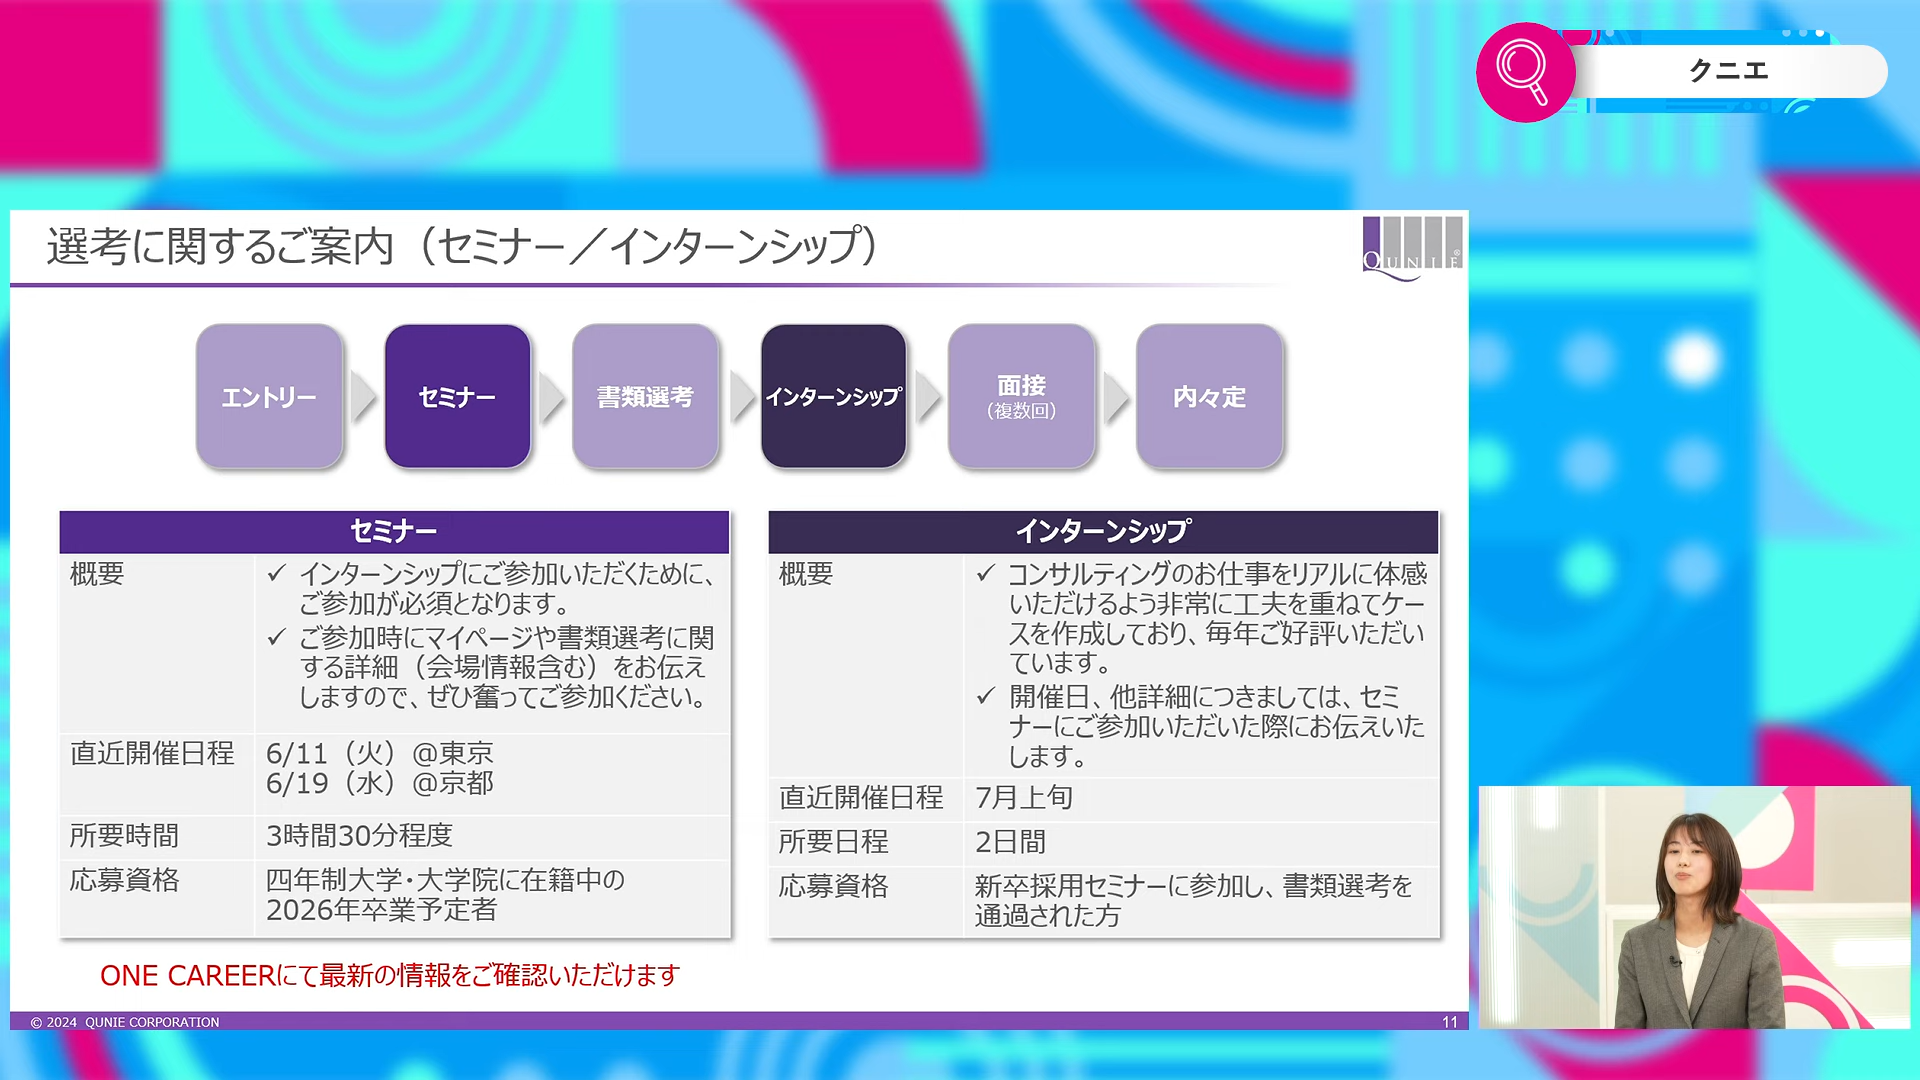 クニエ
選考に関するご案内（セミナー／インターンシップ）
QUNIE®
エントリー
セミナー
書類選考
インターンシップ
面接
（複数回）
内々定
セミナー
概要
✓ インターンシップにご参加いただくために、
ご参加が必須となります。
✓ ご参加時にマイページや書類選考に関
する詳細（会場情報含む）をお伝え
しますので、ぜひ奮ってご参加ください。
直近開催日程
6/11（火）@東京
6/19（水）@京都
所要時間
3時間30分程度
応募資格
四年制大学・大学院に在籍中の
2026年卒業予定者
インターンシップ
概要
✓ コンサルティングのお仕事をリアルに体感
いただけるよう非常に工夫を重ねてケー
スを作成しており、毎年ご好評いただい
ています。
✓ 開催日、他詳細につきましては、セミ
ナーにご参加いただいた際にお伝えいた
します。
直近開催日程
7月上旬
所要日程
2日間
応募資格
新卒採用セミナーに参加し、書類選考を
通過された方
ONE CAREERにて最新の情報をご確認いただけます
© 2024 QUNIE CORPORATION
11